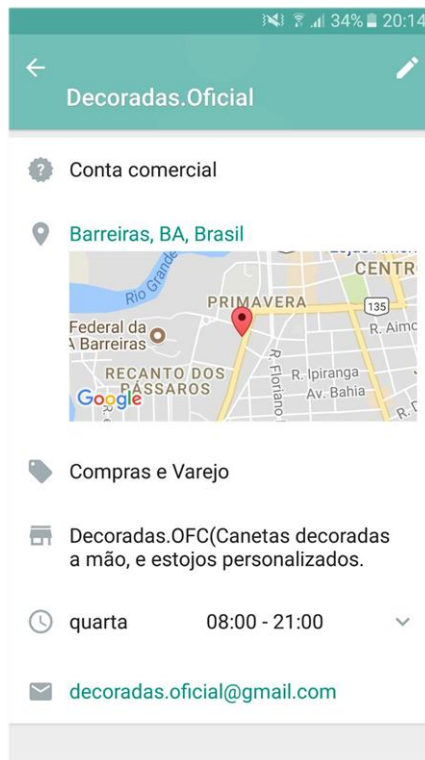 34% 20:14
Decoradas.Oficial
Conta comercial
Barreiras, BA, Brasil
CENTR
Rio Grande
PRIMAVERA
135
Federal da
Barreiras
R. Aimo
RECANTO DOS
PÁSSAROS
R. Floriano
R. Ipiranga
Av. Bahia
Google
Compras e Varejo
Decoradas.OFC(Canetas decoradas
a mão, e estojos personalizados.
quarta 08:00 - 21:00
decoradas.oficial@gmail.com